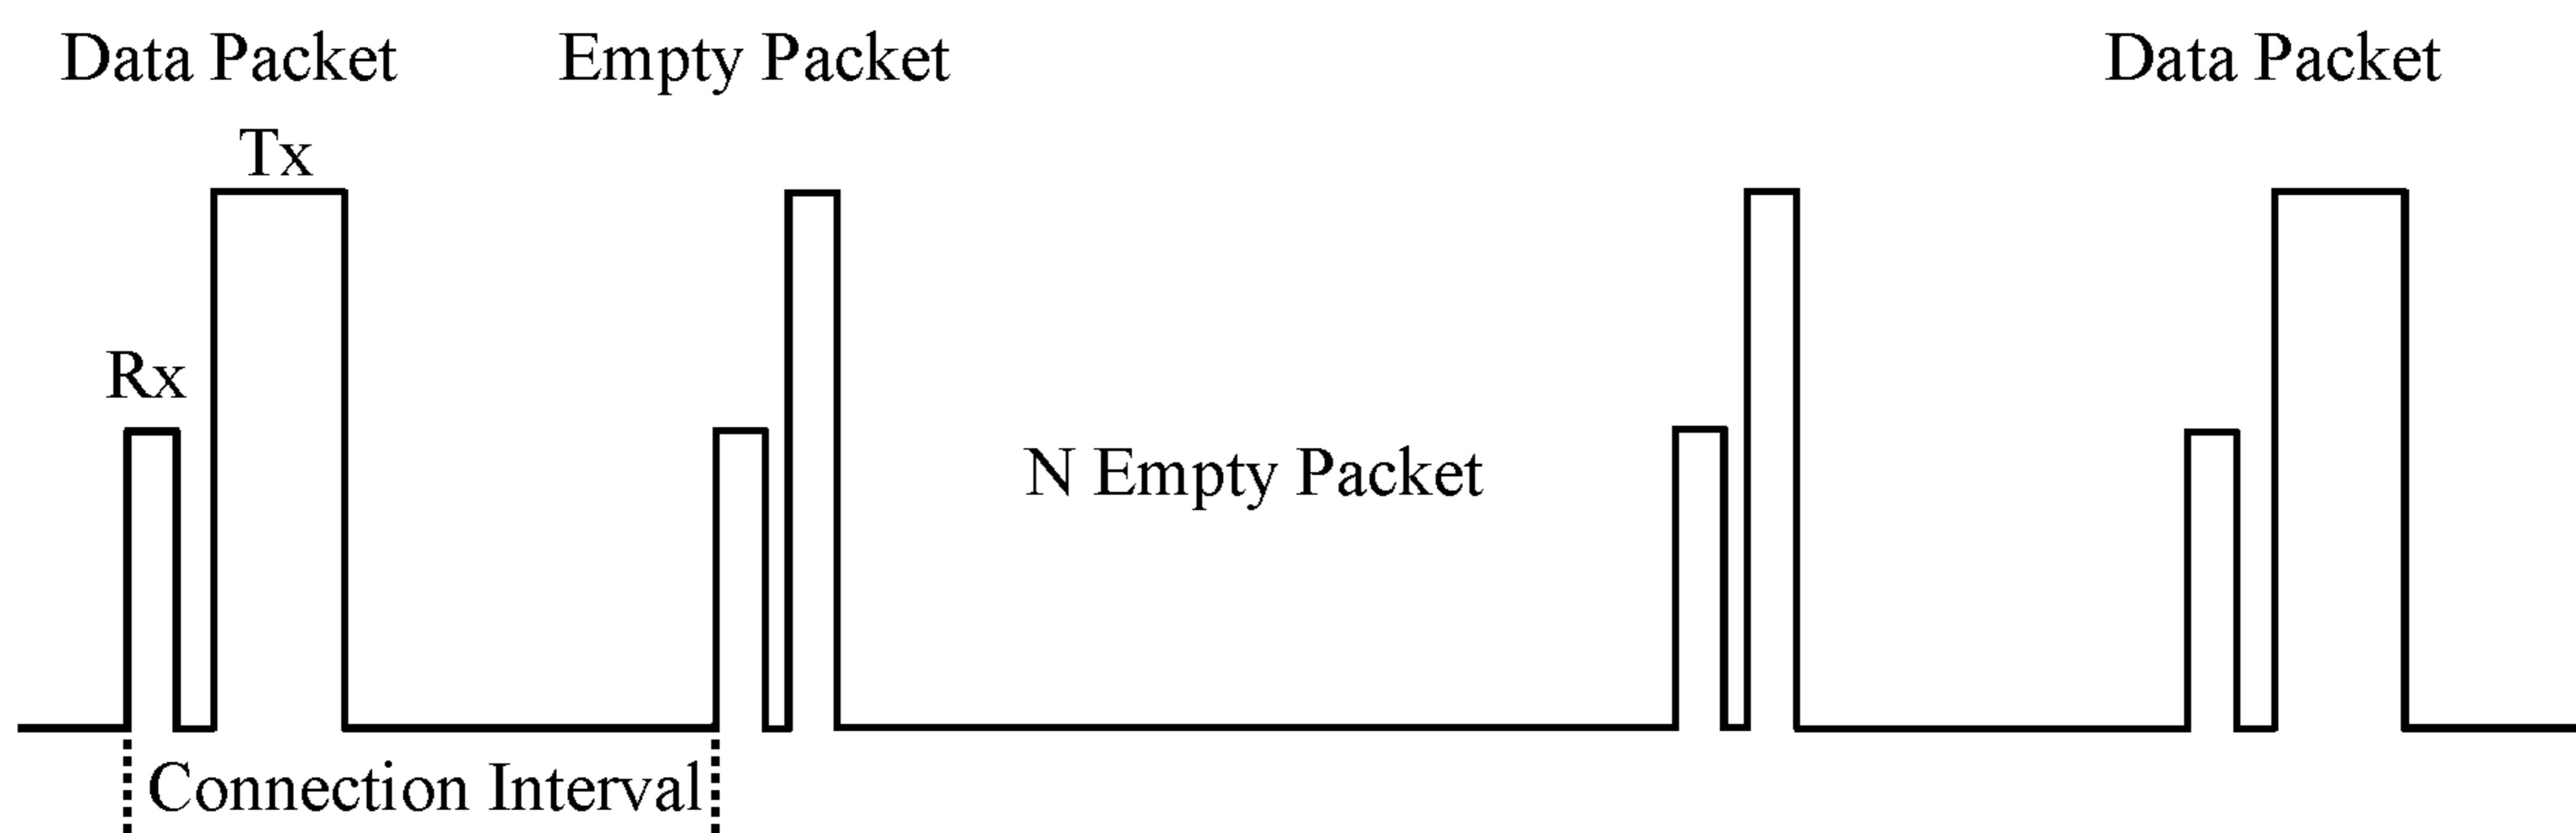 Data Packet
Empty Packet
Data Packet
Tx
Rx
N Empty Packet
Connection Interval